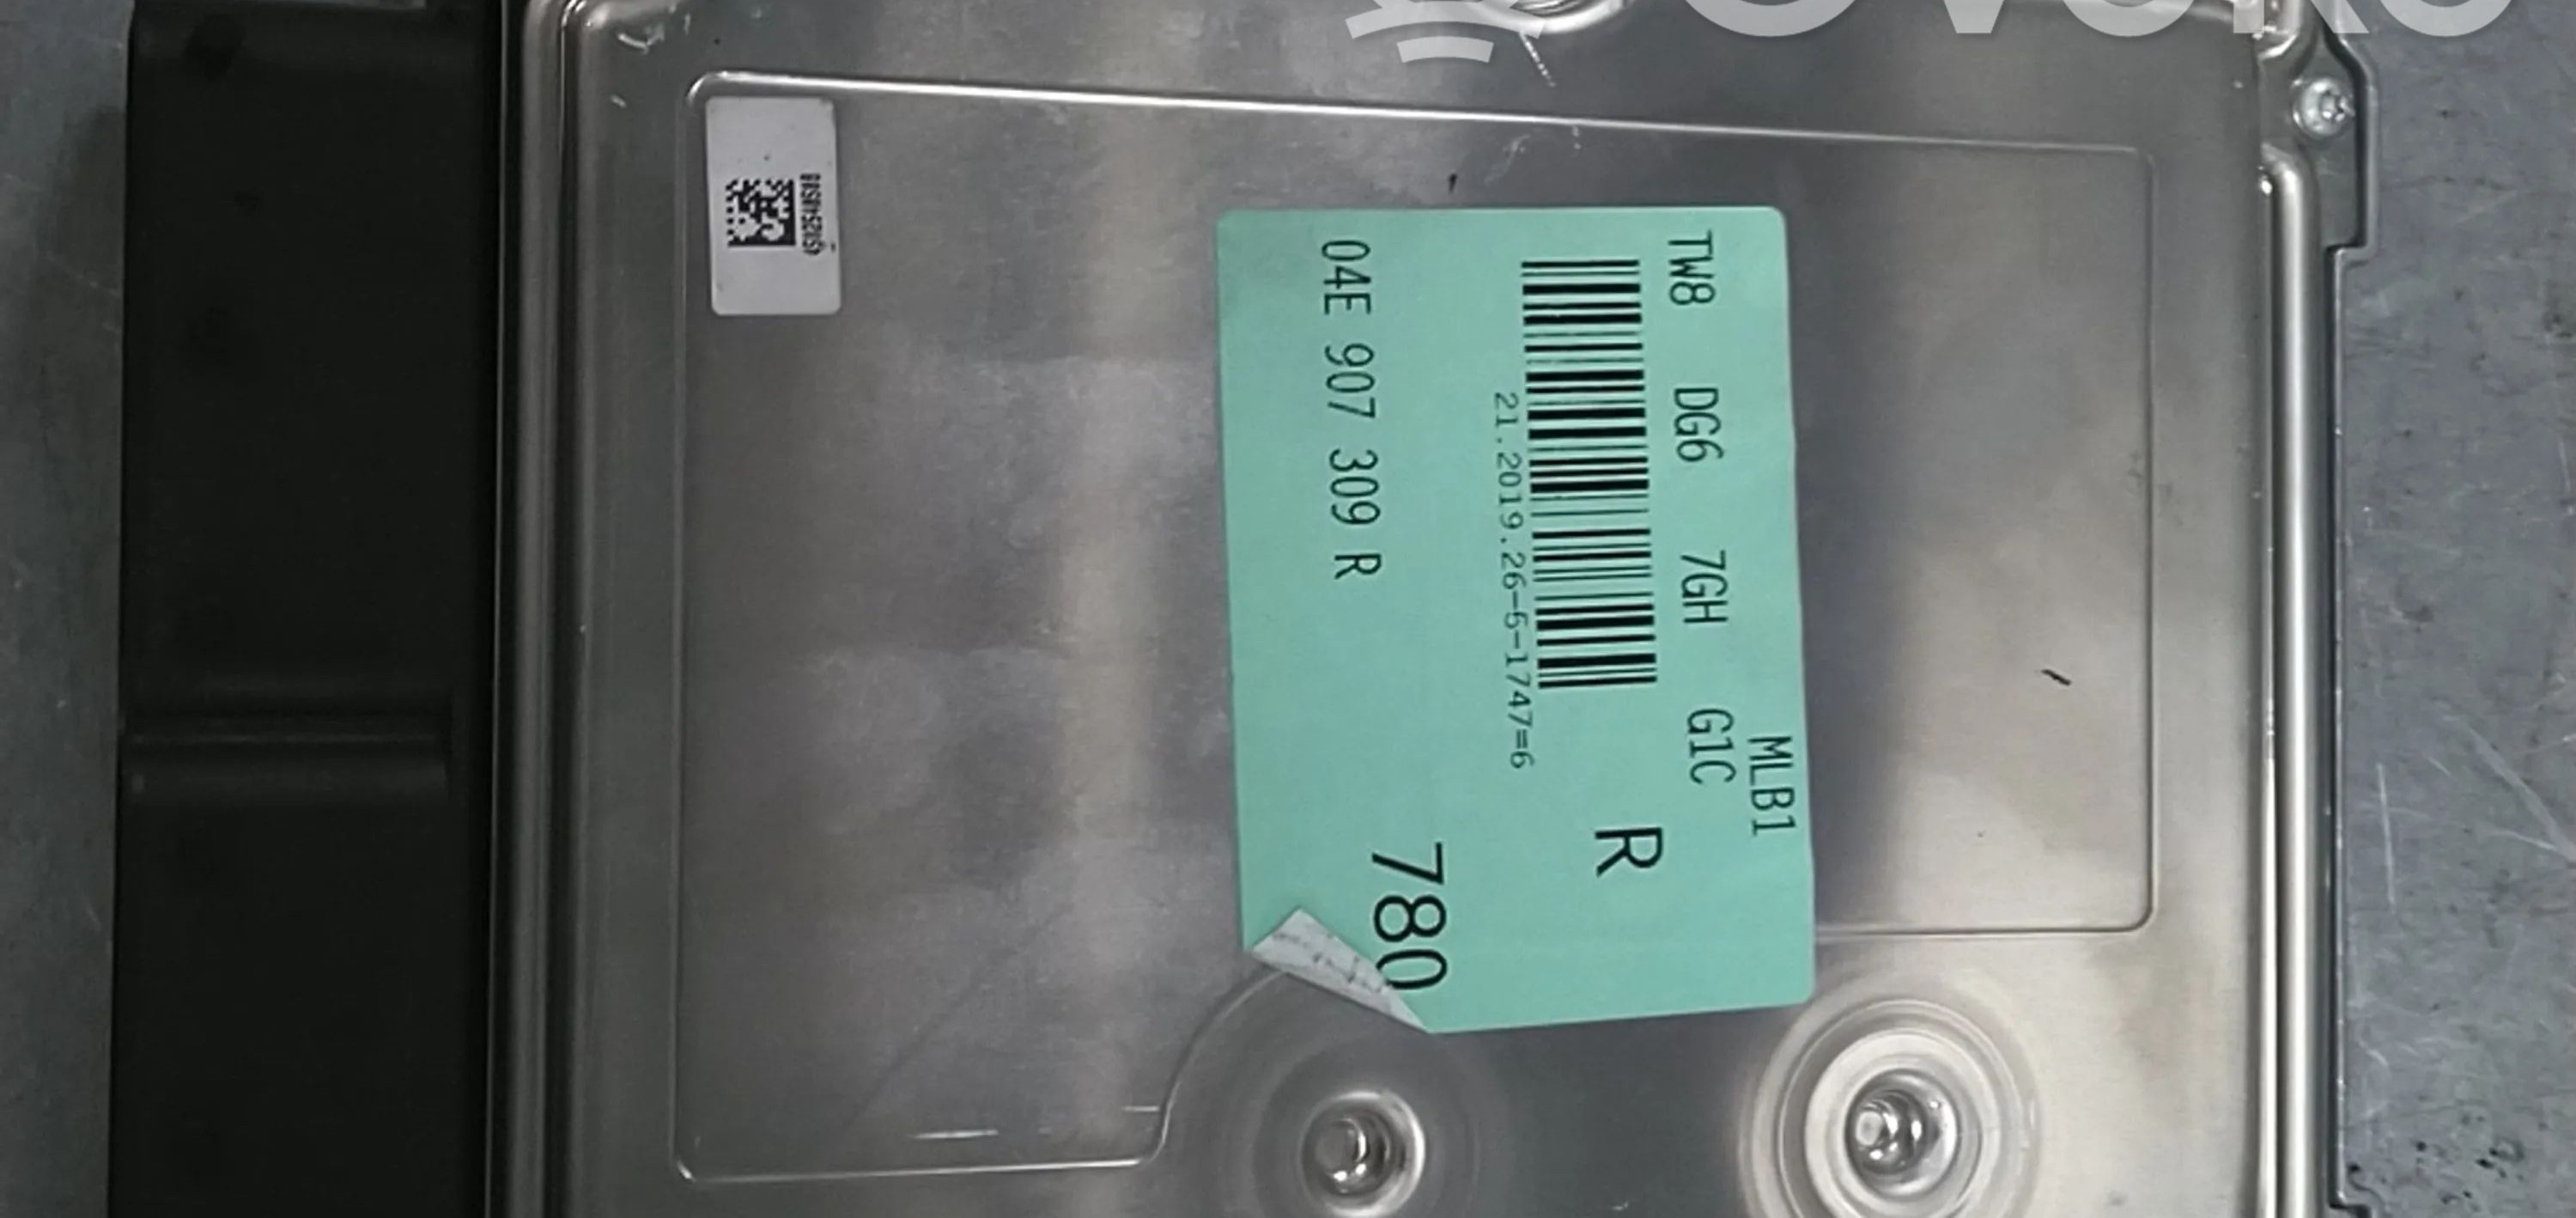 MLB1
TW8 DG6 7GH G1C
R
21.2019.26-5-1747=6
780
04E 907 309 R